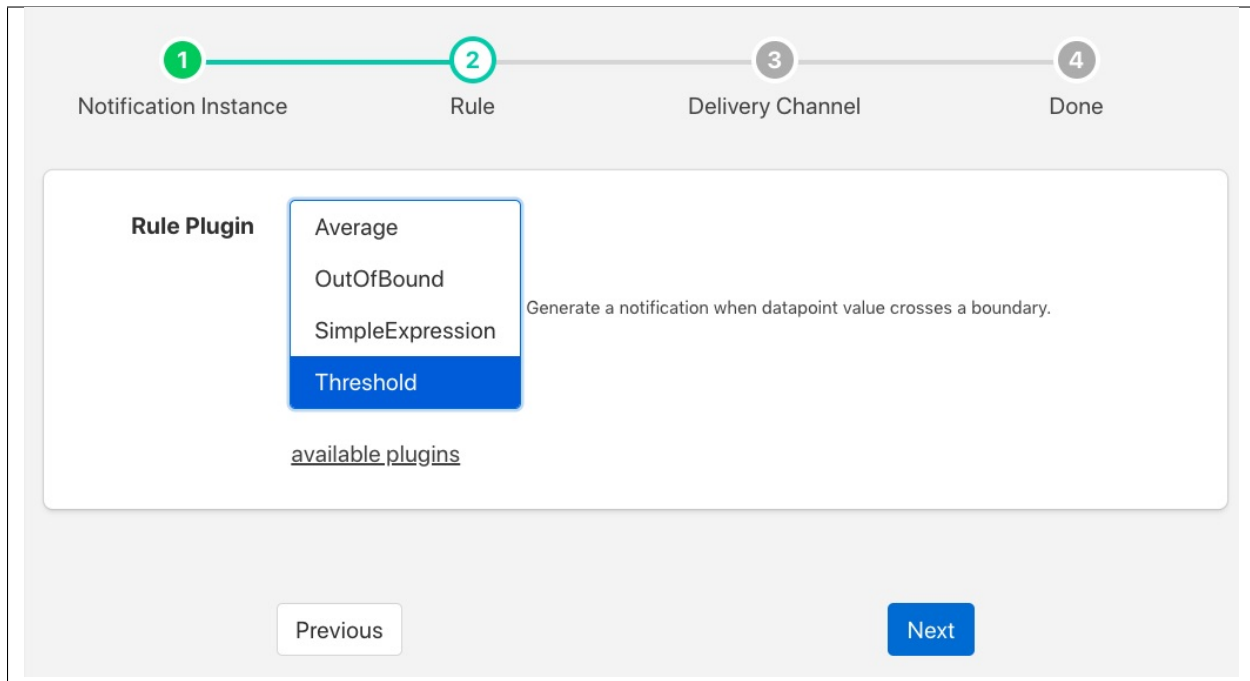 1 2 3 4
Notification Instance Rule Delivery Channel Done
Rule Plugin
Average
OutOfBound
SimpleExpression
Threshold
Generate a notification when datapoint value crosses a boundary.
available plugins
Previous Next